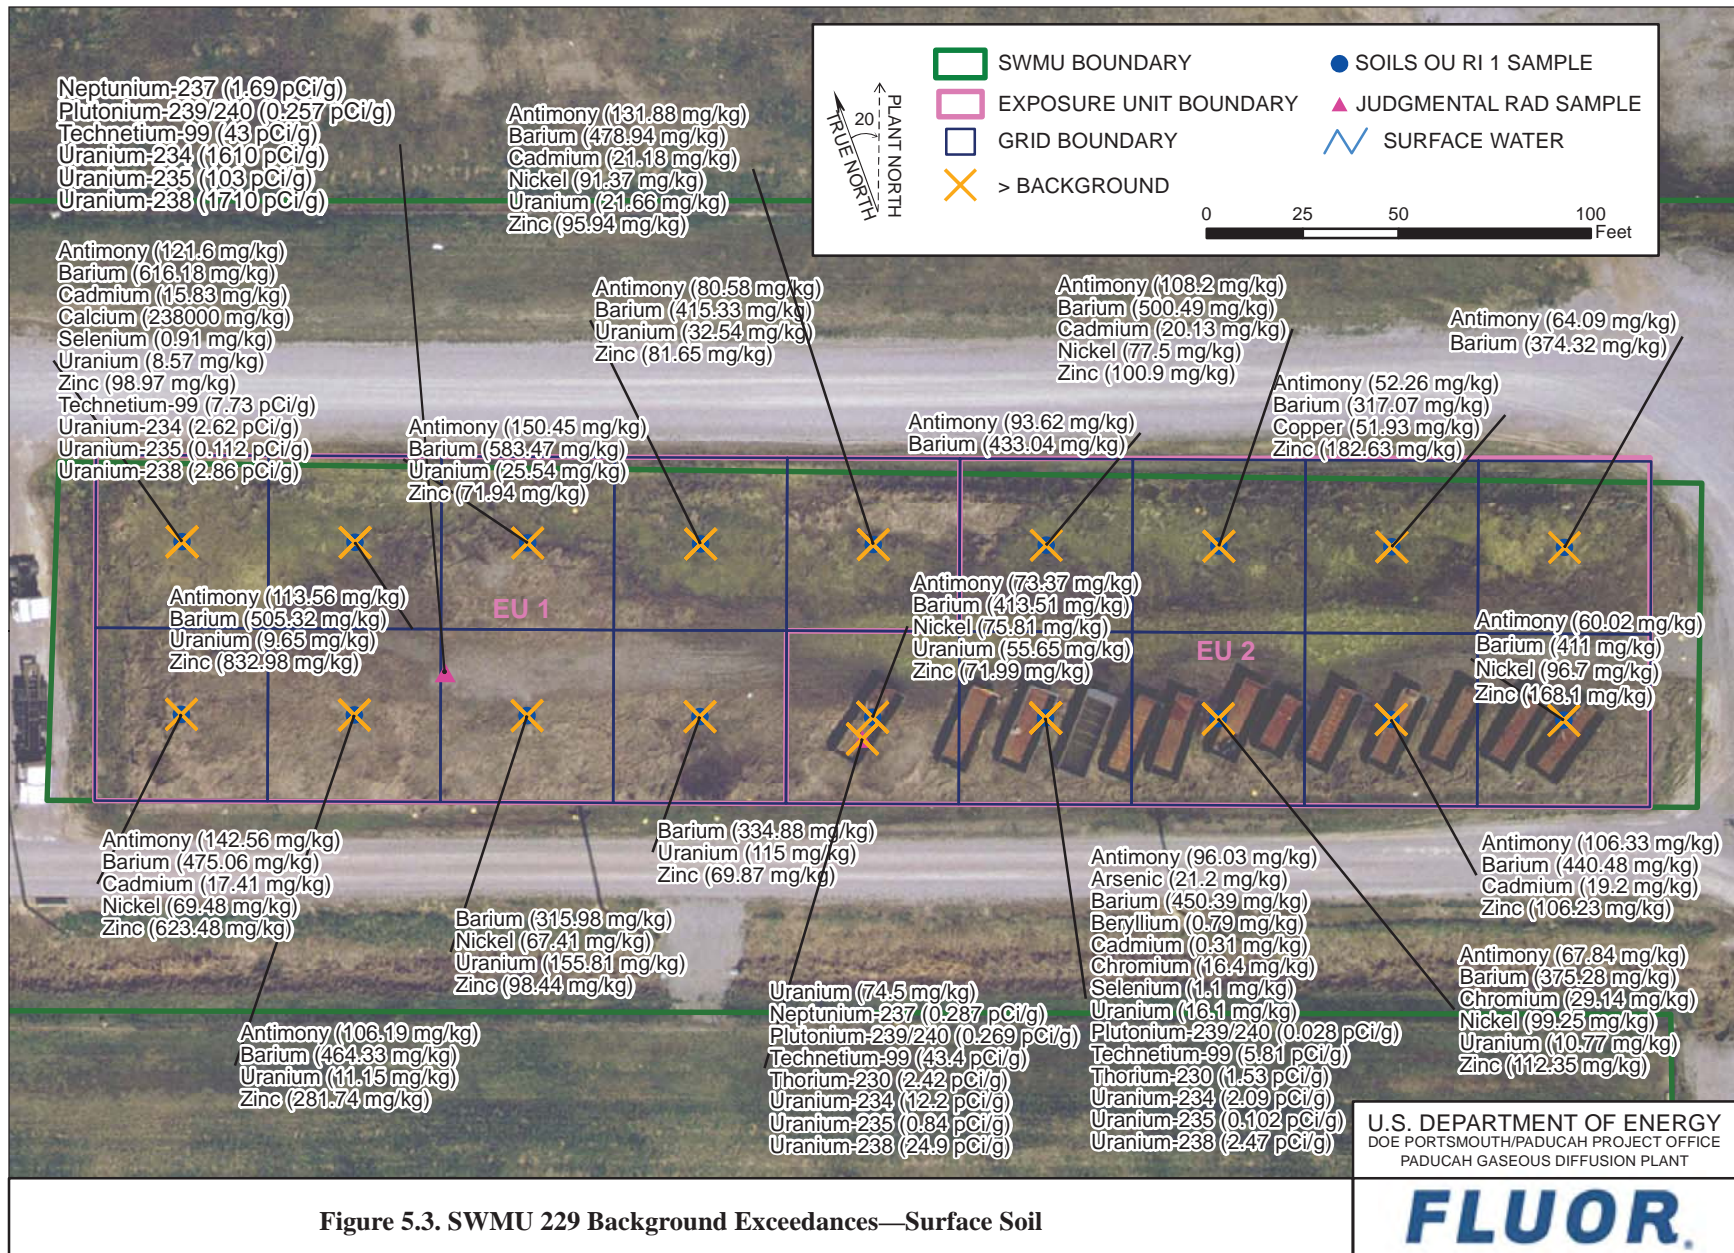 Neptunium-237 (1.69 pCi/g)
Plutonium-239/240 (0.257 pCi/g)
Technetium-99 (43 pCi/g)
Uranium-234 (1610 pCi/g)
Uranium-235 (103 pCi/g)
Uranium-238 (1710 pCi/g)
Antimony (131.88 mg/kg)
Barium (478.94 mg/kg)
Cadmium (21.18 mg/kg)
Nickel (91.37 mg/kg)
Uranium (21.66 mg/kg)
Zinc (95.94 mg/kg)
TRUE NORTH
20
PLANT NORTH
SWMU BOUNDARY
EXPOSURE UNIT BOUNDARY
GRID BOUNDARY
> BACKGROUND
SOILS OU RI 1 SAMPLE
JUDGMENTAL RAD SAMPLE
SURFACE WATER
0 25 50 100
Feet
Antimony (121.6 mg/kg)
Barium (616.18 mg/kg)
Cadmium (15.83 mg/kg)
Calcium (238000 mg/kg)
Selenium (0.91 mg/kg)
Uranium (8.57 mg/kg)
Zinc (98.97 mg/kg)
Technetium-99 (7.73 pCi/g)
Uranium-234 (2.62 pCi/g)
Uranium-235 (0.112 pCi/g)
Uranium-238 (2.86 pCi/g)
Antimony (80.58 mg/kg)
Barium (415.33 mg/kg)
Uranium (32.54 mg/kg)
Zinc (81.65 mg/kg)
Antimony (108.2 mg/kg)
Barium (500.49 mg/kg)
Cadmium (20.13 mg/kg)
Nickel (77.5 mg/kg)
Zinc (100.9 mg/kg)
Antimony (64.09 mg/kg)
Barium (374.32 mg/kg)
Antimony (52.26 mg/kg)
Barium (317.07 mg/kg)
Copper (51.93 mg/kg)
Zinc (182.63 mg/kg)
Antimony (150.45 mg/kg)
Barium (583.47 mg/kg)
Uranium (25.54 mg/kg)
Zinc (71.94 mg/kg)
Antimony (93.62 mg/kg)
Barium (433.04 mg/kg)
Antimony (113.56 mg/kg)
Barium (505.32 mg/kg)
Uranium (9.65 mg/kg)
Zinc (832.98 mg/kg)
EU 1
Antimony (73.37 mg/kg)
Barium (413.51 mg/kg)
Nickel (75.81 mg/kg)
Uranium (55.65 mg/kg)
Zinc (71.99 mg/kg)
EU 2
Antimony (60.02 mg/kg)
Barium (411 mg/kg)
Nickel (96.7 mg/kg)
Zinc (168.1 mg/kg)
Antimony (142.56 mg/kg)
Barium (475.06 mg/kg)
Cadmium (17.41 mg/kg)
Nickel (69.48 mg/kg)
Zinc (623.48 mg/kg)
Barium (334.88 mg/kg)
Uranium (115 mg/kg)
Zinc (69.87 mg/kg)
Barium (315.98 mg/kg)
Nickel (67.41 mg/kg)
Uranium (155.81 mg/kg)
Zinc (98.44 mg/kg)
Antimony (106.19 mg/kg)
Barium (464.33 mg/kg)
Uranium (11.15 mg/kg)
Zinc (281.74 mg/kg)
Uranium (74.5 mg/kg)
Neptunium-237 (0.287 pCi/g)
Plutonium-239/240 (0.269 pCi/g)
Technetium-99 (43.4 pCi/g)
Thorium-230 (2.42 pCi/g)
Uranium-234 (12.2 pCi/g)
Uranium-235 (0.84 pCi/g)
Uranium-238 (24.9 pCi/g)
Antimony (96.03 mg/kg)
Arsenic (21.2 mg/kg)
Barium (450.39 mg/kg)
Beryllium (0.79 mg/kg)
Cadmium (0.31 mg/kg)
Chromium (16.4 mg/kg)
Selenium (1.1 mg/kg)
Uranium (16.1 mg/kg)
Plutonium-239/240 (0.028 pCi/g)
Technetium-99 (5.81 pCi/g)
Thorium-230 (1.53 pCi/g)
Uranium-234 (2.09 pCi/g)
Uranium-235 (0.102 pCi/g)
Uranium-238 (2.47 pCi/g)
Antimony (106.33 mg/kg)
Barium (440.48 mg/kg)
Cadmium (19.2 mg/kg)
Zinc (106.23 mg/kg)
Antimony (67.84 mg/kg)
Barium (375.28 mg/kg)
Chromium (29.14 mg/kg)
Nickel (99.25 mg/kg)
Uranium (10.77 mg/kg)
Zinc (112.35 mg/kg)
U.S. DEPARTMENT OF ENERGY
DOE PORTSMOUTH/PADUCAH PROJECT OFFICE
PADUCAH GASEOUS DIFFUSION PLANT
Figure 5.3. SWMU 229 Background Exceedances—Surface Soil
FLUOR.